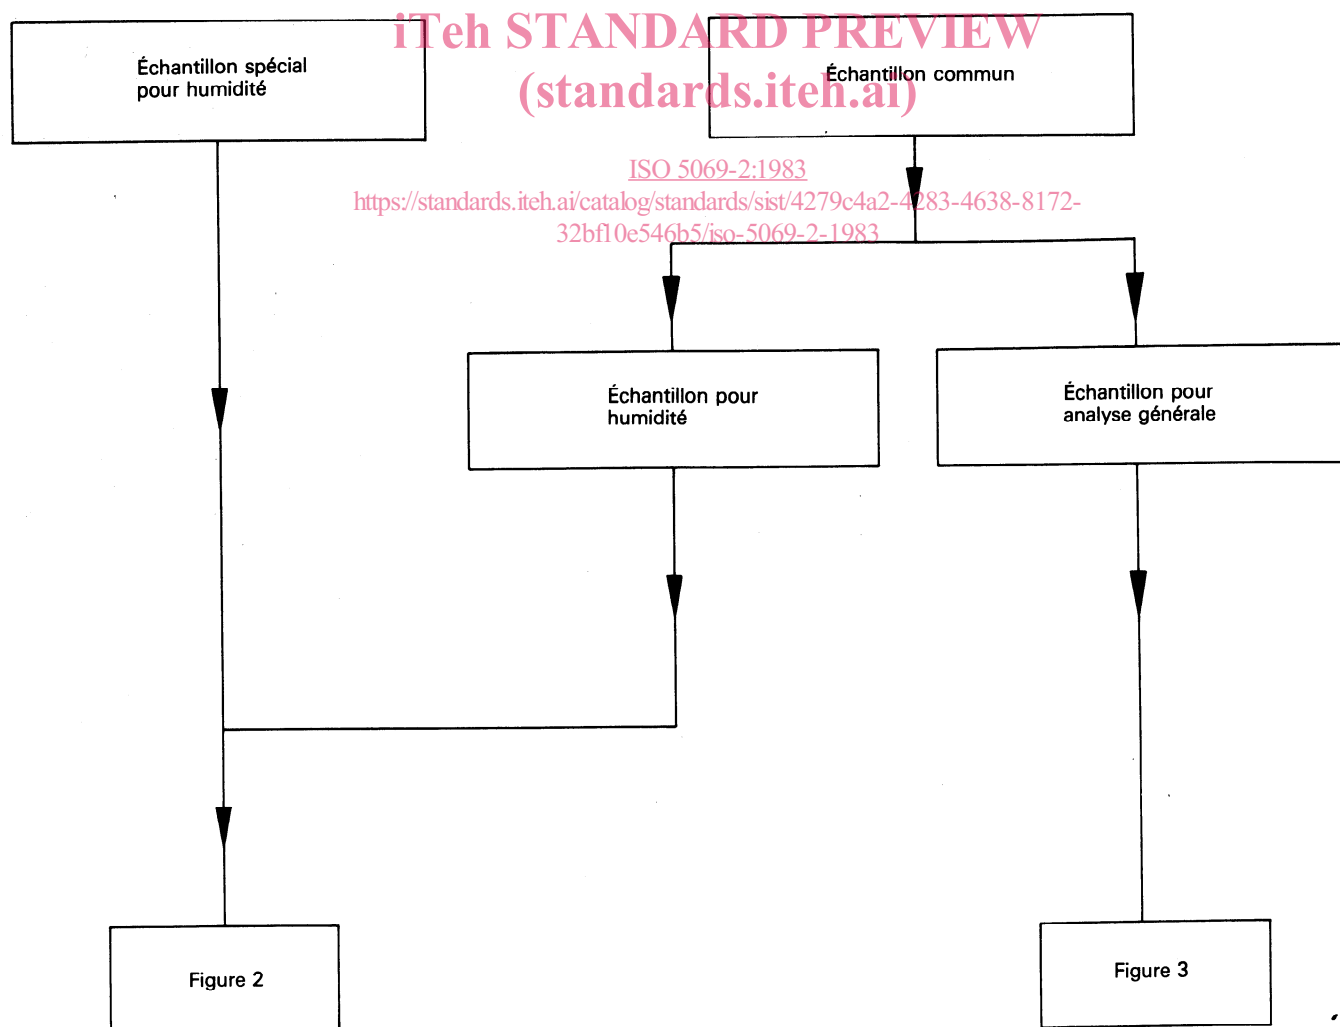 iTeh STANDARD PREVIEW
(standards.iteh.ai)
Échantillon spécial
pour humidité
Échantillon commun
ISO 5069-2:1983
https://standards.iteh.ai/catalog/standards/sist/4279c4a2-4283-4638-8172-
32bf10e546b5/iso-5069-2-1983
Échantillon pour
humidité
Échantillon pour
analyse générale
Figure 2
Figure 3